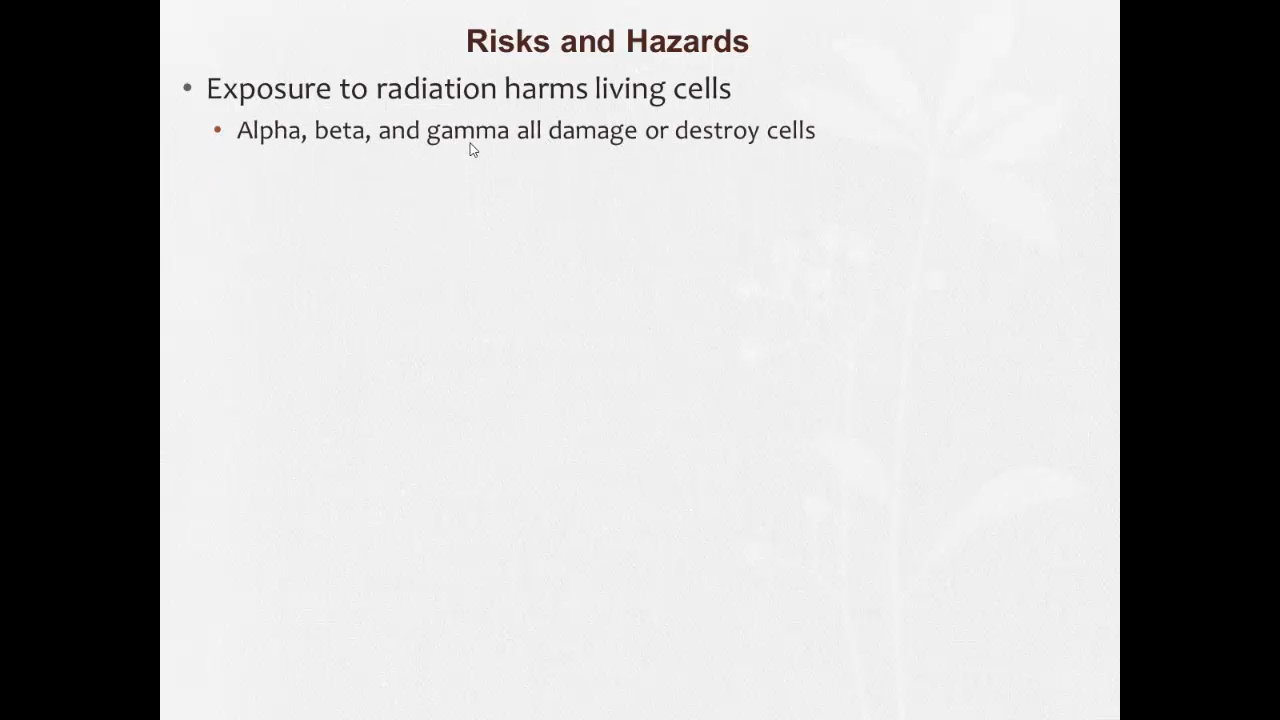 Risks and Hazards
• Exposure to radiation harms living cells
• Alpha, beta, and gamma all damage or destroy cells